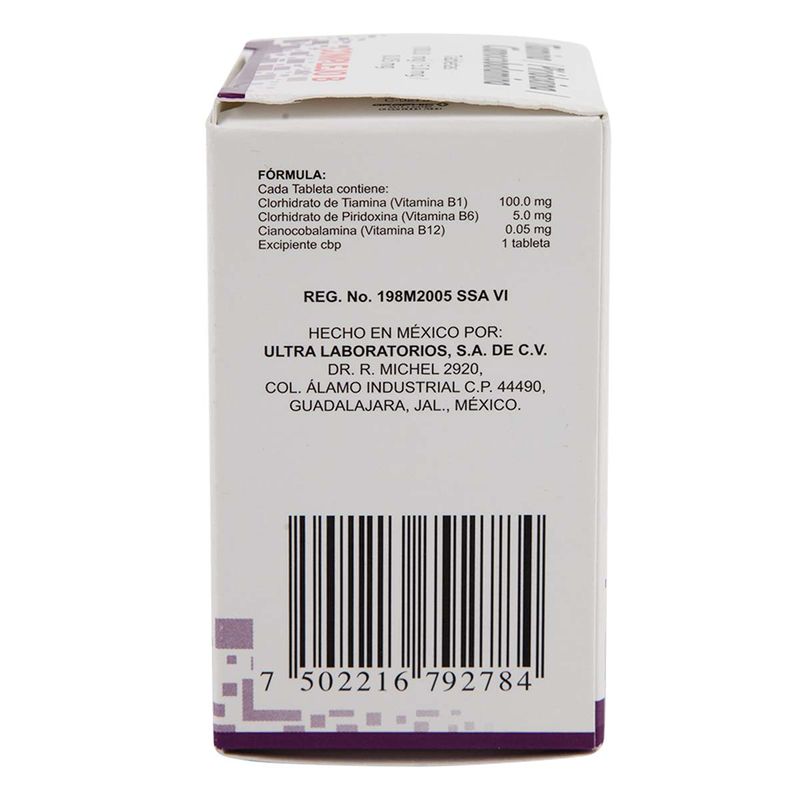 COMPLEJO B
FÓRMULA:
Cada Tableta contiene:
Clorhidrato de Tiamina (Vitamina B1) 100.0 mg
Clorhidrato de Piridoxina (Vitamina B6) 5.0 mg
Cianocobalamina (Vitamina B12) 0.05 mg
Excipiente cbp 1 tableta
REG. No. 198M2005 SSA VI
HECHO EN MÉXICO POR:
ULTRA LABORATORIOS, S.A. DE C.V.
DR. R. MICHEL 2920,
COL. ÁLAMO INDUSTRIAL C.P. 44490,
GUADALAJARA, JAL., MÉXICO.
7 502216 792784